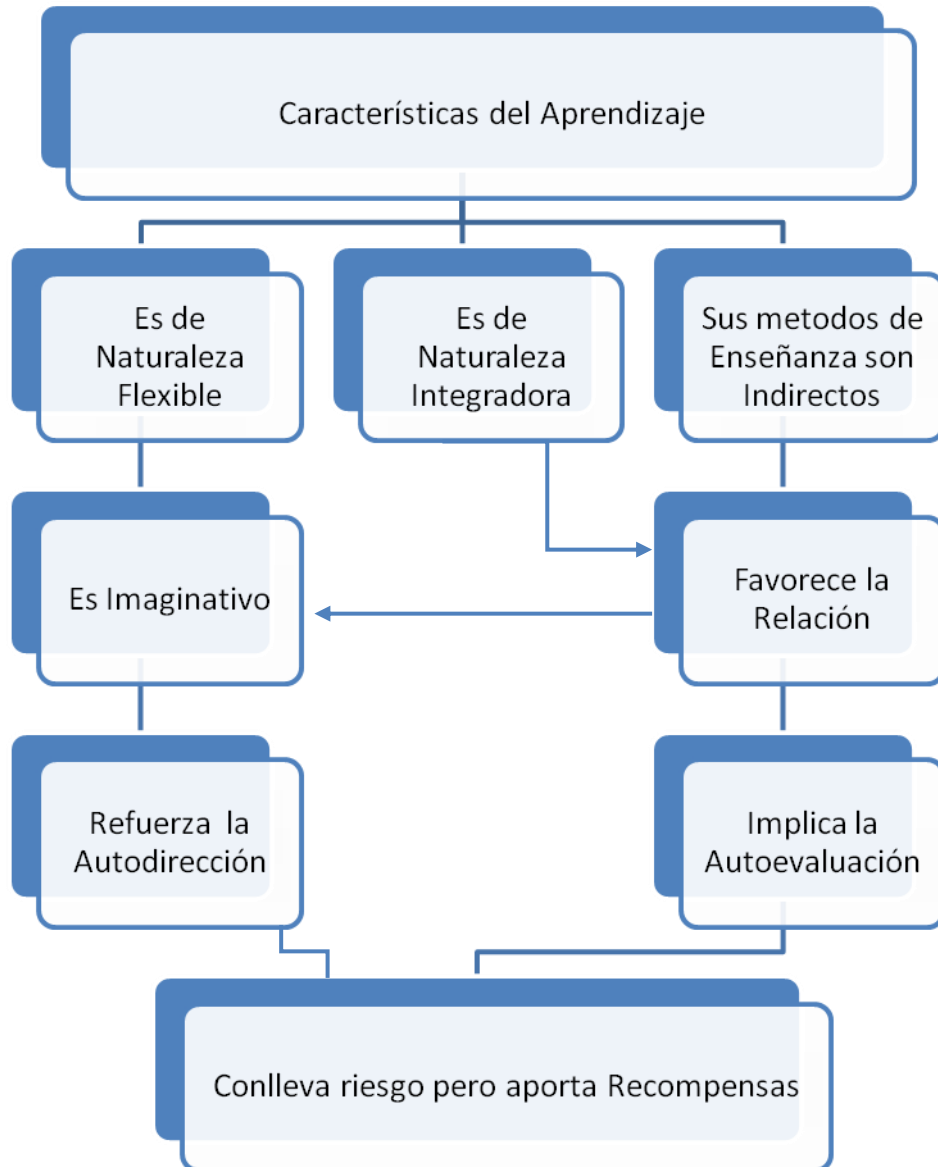 Características del Aprendizaje
Es de
Naturaleza
Flexible
Es de
Naturaleza
Integradora
Sus metodos de
Enseñanza son
Indirectos
Es Imaginativo
Favorece la
Relación
Refuerza la
Autodirección
Implica la
Autoevaluación
Conlleva riesgo pero aporta Recompensas